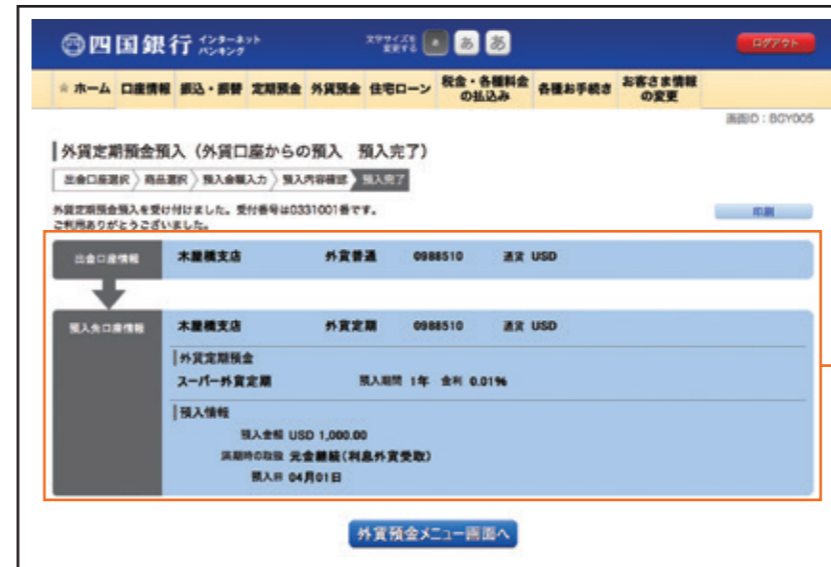 四国銀行 インターネットバンキング
文字サイズを変更する あ あ あ
ログアウト
ホーム 口座情報 振込・振替 定期預金 外貨預金 住宅ローン 税金・各種料金の払込み 各種お手続き お客さま情報の変更
画面ID:BGY005
外貨定期預金預入(外貨口座からの預入 預入完了)
出金口座選択 商品選択 預入金額入力 預入内容確認 預入完了
外貨定期預金預入を受け付けました。受付番号は0331001番です。
ご利用ありがとうございました。
印刷
出金口座情報 木屋橋支店 外貨普通 0988510 通貨 USD
預入先口座情報 木屋橋支店 外貨定期 0988510 通貨 USD
外貨定期預金
スーパー外貨定期 預入期間 1年 金利 0.01%
預入情報
預入金額 USD 1,000.00
満期時の取扱 元金継続(利息外貨受取)
預入日 04月01日
外貨預金メニュー画面へ